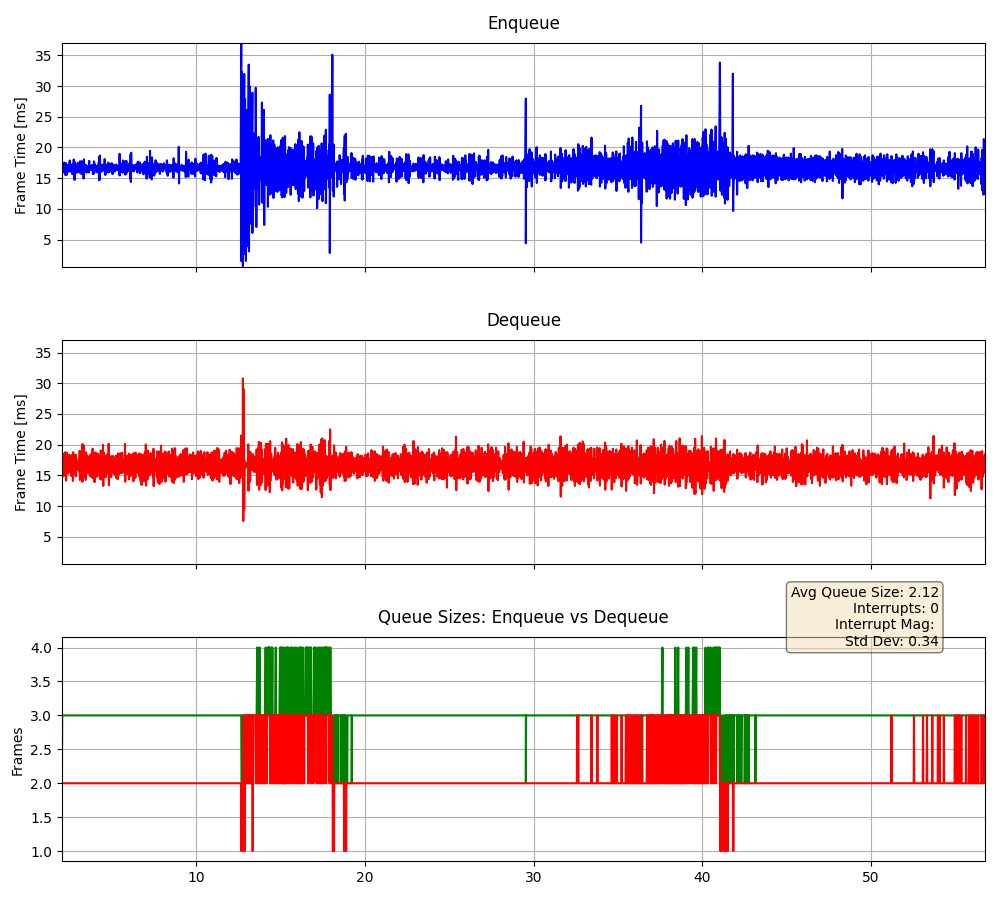 Enqueue
Frame Time [ms]
35
30
25
20
15
10
5
Dequeue
Frame Time [ms]
35
30
25
20
15
10
5
Avg Queue Size: 2.12
Interrupts: 0
Interrupt Mag:
Std Dev: 0.34
Queue Sizes: Enqueue vs Dequeue
Frames
4.0
3.5
3.0
2.5
2.0
1.5
1.0
10 20 30 40 50